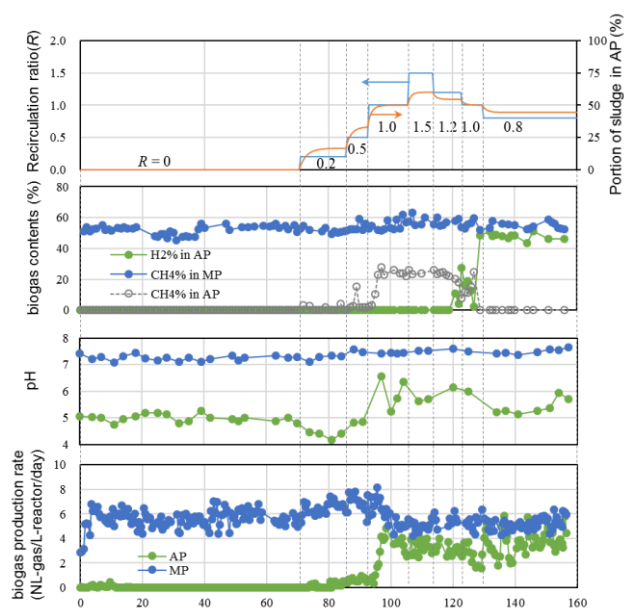 Recirculation ratio(R)
2.0
1.5
1.0
0.5
0.0
R = 0
0.2
0.5
1.0
1.5
1.2
1.0
0.8
100
75
50
25
0
Portion of sludge in AP (%)
biogas contents (%)
80
60
40
20
0
H2% in AP
CH4% in MP
CH4% in AP
pH
8
7
6
5
4
biogas production rate
(NL-gas/L-reactor/day)
10
8
6
4
2
0
AP
MP
0 20 40 60 80 100 120 140 160